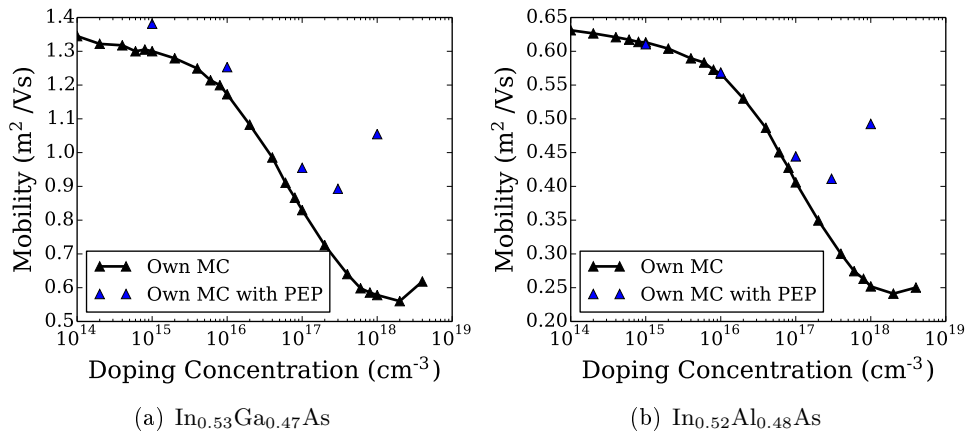 1.4
1.3
1.2
1.1
1.0
0.9
0.8
0.7
0.6
0.5
Mobility (m² /Vs)
Own MC
Own MC with PEP
10¹⁴ 10¹⁵ 10¹⁶ 10¹⁷ 10¹⁸ 10¹⁹
Doping Concentration (cm⁻³)
(a) In₀.₅₃Ga₀.₄₇As
0.65
0.60
0.55
0.50
0.45
0.40
0.35
0.30
0.25
0.20
Mobility (m² /Vs)
Own MC
Own MC with PEP
10¹⁴ 10¹⁵ 10¹⁶ 10¹⁷ 10¹⁸ 10¹⁹
Doping Concentration (cm⁻³)
(b) In₀.₅₂Al₀.₄₈As